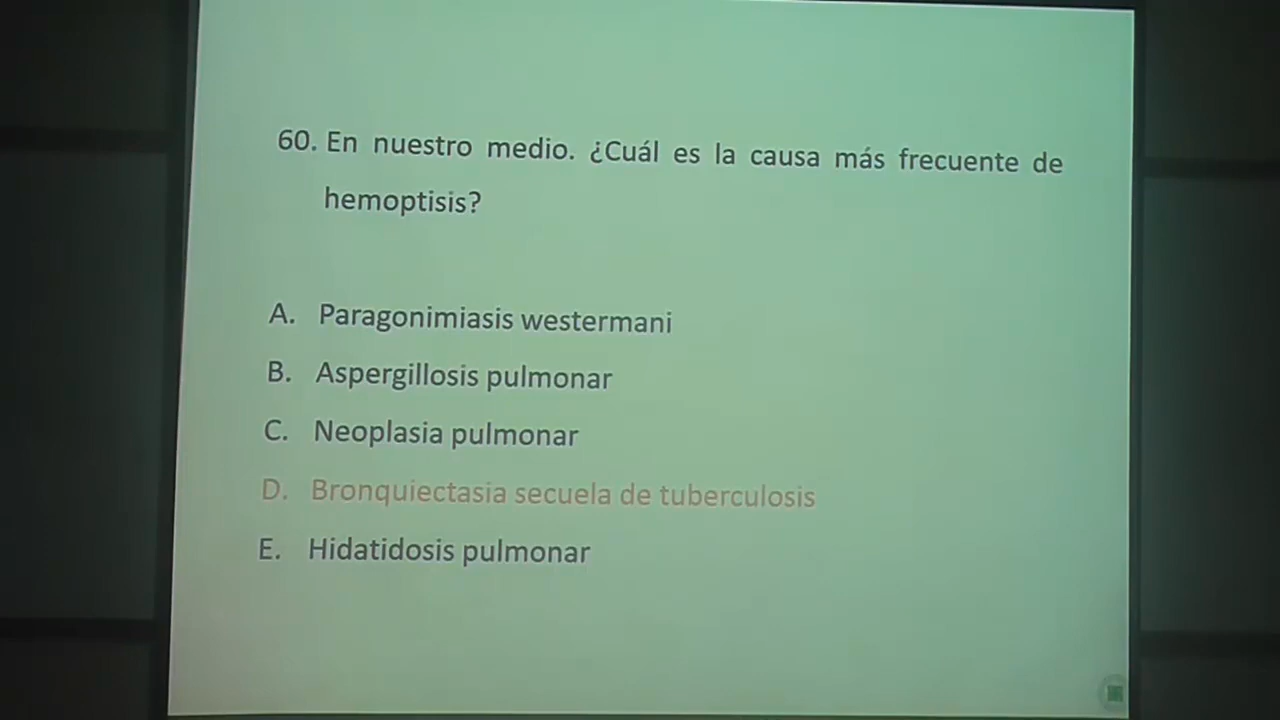 60. En nuestro medio. ¿Cuál es la causa más frecuente de
hemoptisis?
A. Paragonimiasis westermani
B. Aspergillosis pulmonar
C. Neoplasia pulmonar
D. Bronquiectasia secuela de tuberculosis
E. Hidatidosis pulmonar